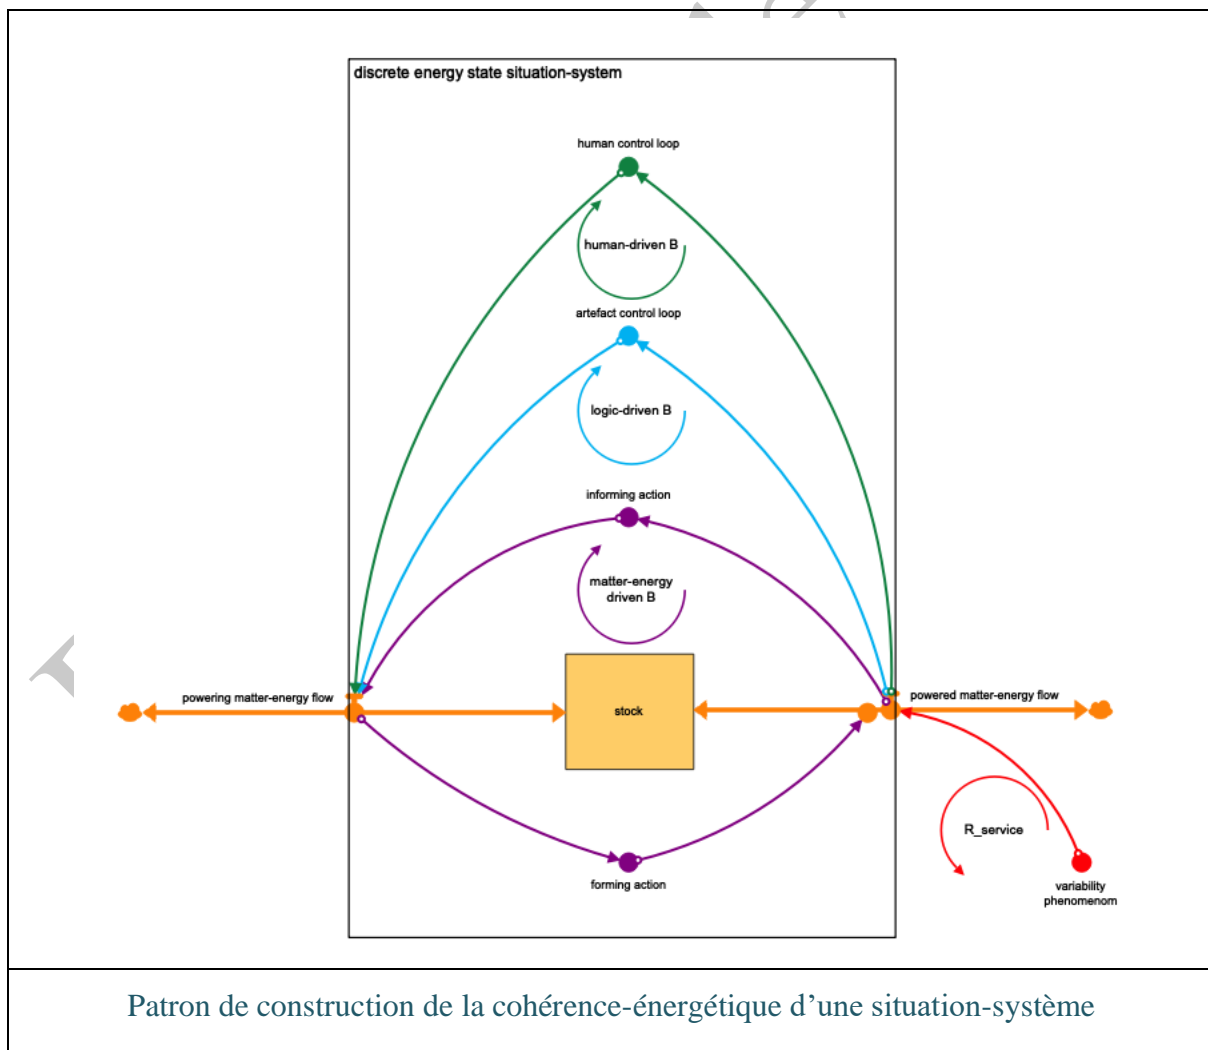 discrete energy state situation-system
human control loop
human-driven B
artefact control loop
logic-driven B
informing action
matter-energy
driven B
powering matter-energy flow
stock
powered matter-energy flow
R_service
forming action
variability
phenomenom
Patron de construction de la cohérence-énergétique d'une situation-système